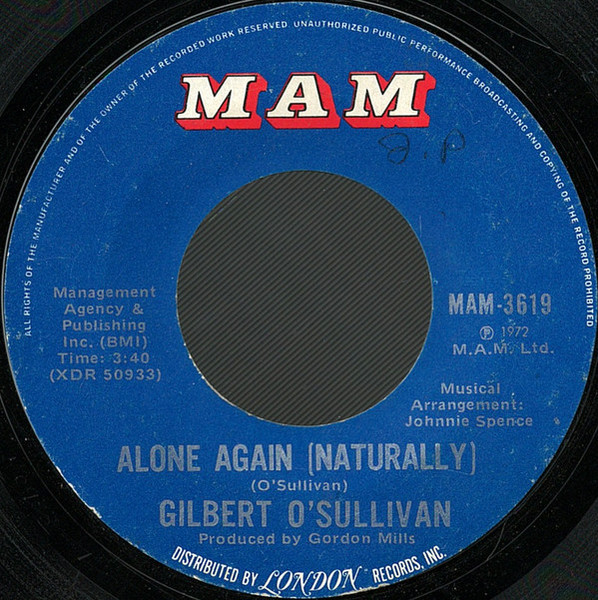 ALL RIGHTS OF THE MANUFACTURER AND OF THE OWNER OF THE RECORDED WORK RESERVED. UNAUTHORIZED PUBLIC PERFORMANCE BROADCASTING AND COPYING OF THE RECORD PROHIBITED
MAM
J.P
Management
Agency &
Publishing
Inc. (BMI)
Time: 3:40
(XDR 50933)
MAM-3619
℗ 1972
M.A.M. Ltd.
Musical
Arrangement:
Johnnie Spence
ALONE AGAIN (NATURALLY)
(O'Sullivan)
GILBERT O'SULLIVAN
Produced by Gordon Mills
DISTRIBUTED BY LONDON RECORDS, INC.